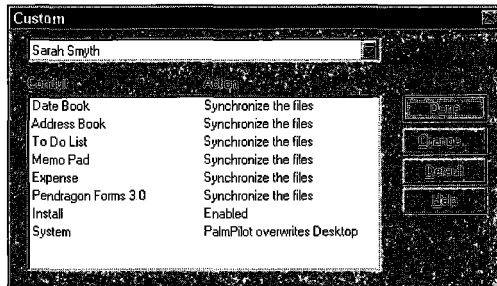 Custom
Sarah Smyth
Conduit Action
Date Book Synchronize the files
Address Book Synchronize the files
To Do List Synchronize the files
Memo Pad Synchronize the files
Expense Synchronize the files
Pendragon Forms 3.0 Synchronize the files
Install Enabled
System PalmPilot overwrites Desktop
Done
Change...
Default
Help